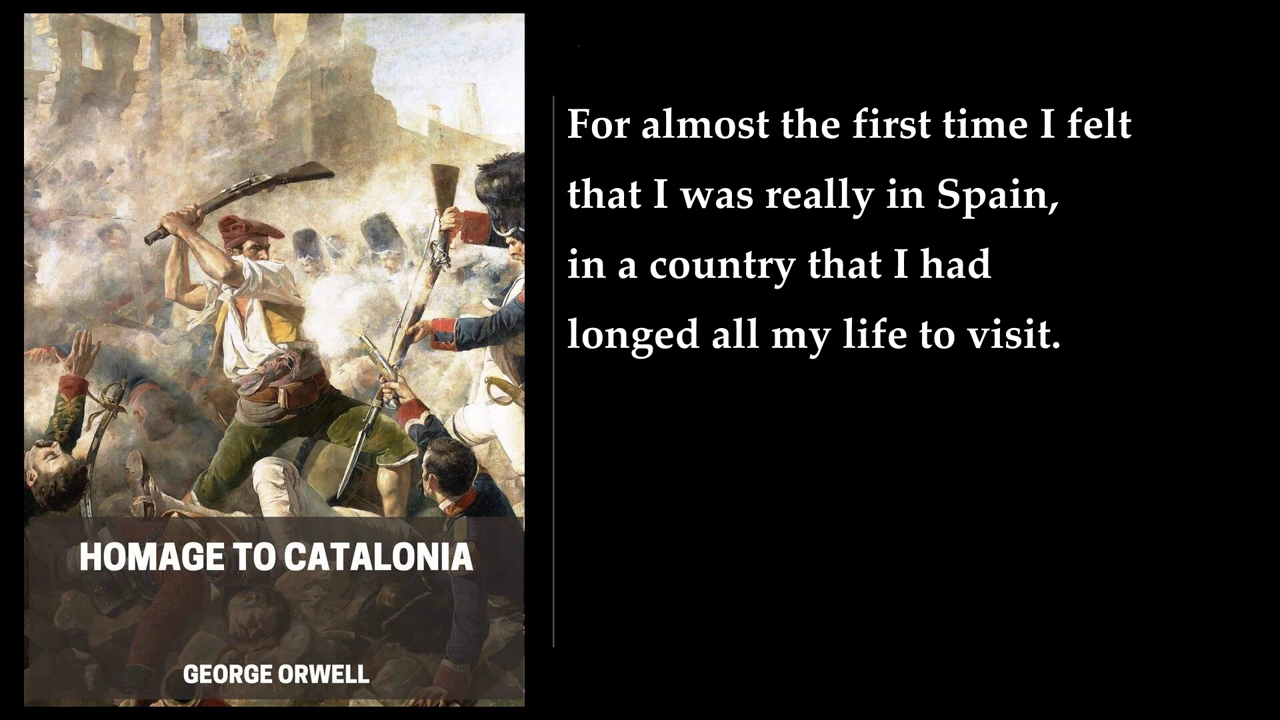 HOMAGE TO CATALONIA
GEORGE ORWELL
For almost the first time I felt
that I was really in Spain,
in a country that I had
longed all my life to visit.